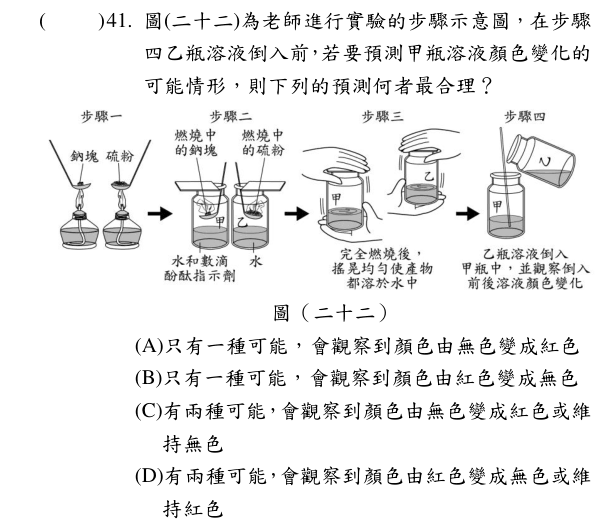 (　　)41. 圖(二十二)為老師進行實驗的步驟示意圖，在步驟
四乙瓶溶液倒入前，若要預測甲瓶溶液顏色變化的
可能情形，則下列的預測何者最合理？
步驟一
步驟二
步驟三
步驟四
鈉塊 硫粉
燃燒中
的鈉塊
燃燒中
的硫粉
甲
乙
甲
乙
甲
乙
水和數滴
酚酞指示劑
水
完全燃燒後，
搖晃均勻使產物
都溶於水中
乙瓶溶液倒入
甲瓶中，並觀察倒入
前後溶液顏色變化
圖（二十二）
(A)只有一種可能，會觀察到顏色由無色變成紅色
(B)只有一種可能，會觀察到顏色由紅色變成無色
(C)有兩種可能，會觀察到顏色由無色變成紅色或維
持無色
(D)有兩種可能，會觀察到顏色由紅色變成無色或維
持紅色